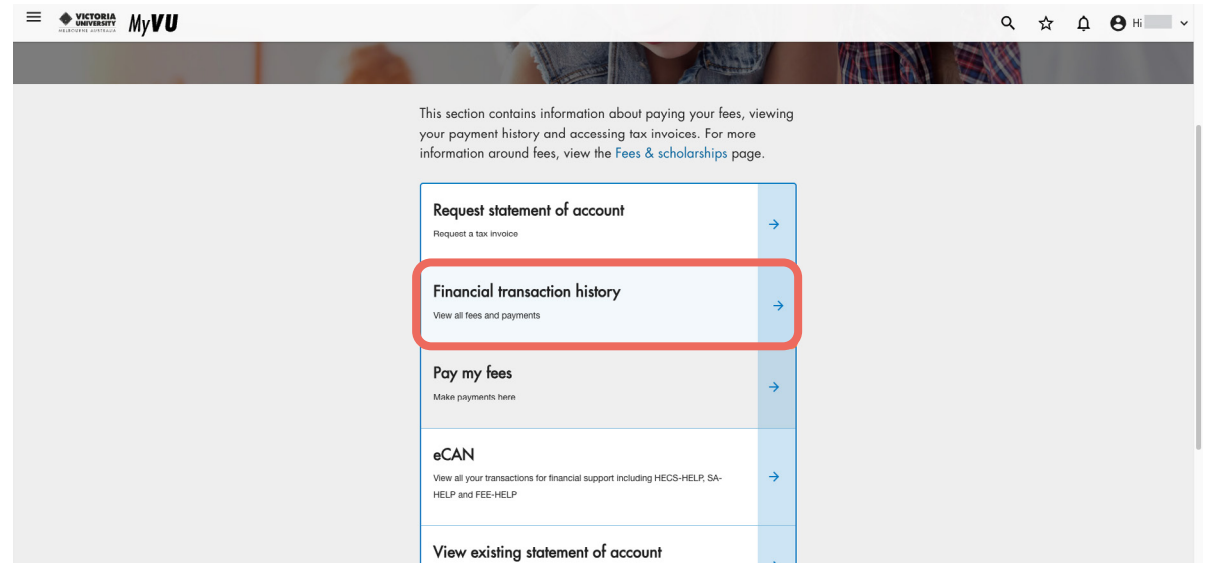 VICTORIA
UNIVERSITY
MELBOURNE AUSTRALIA
MyVU
Hi
This section contains information about paying your fees, viewing
your payment history and accessing tax invoices. For more
information around fees, view the Fees & scholarships page.
Request statement of account
Request a tax invoice
Financial transaction history
View all fees and payments
Pay my fees
Make payments here
eCAN
View all your transactions for financial support including HECS-HELP, SA-
HELP and FEE-HELP
View existing statement of account